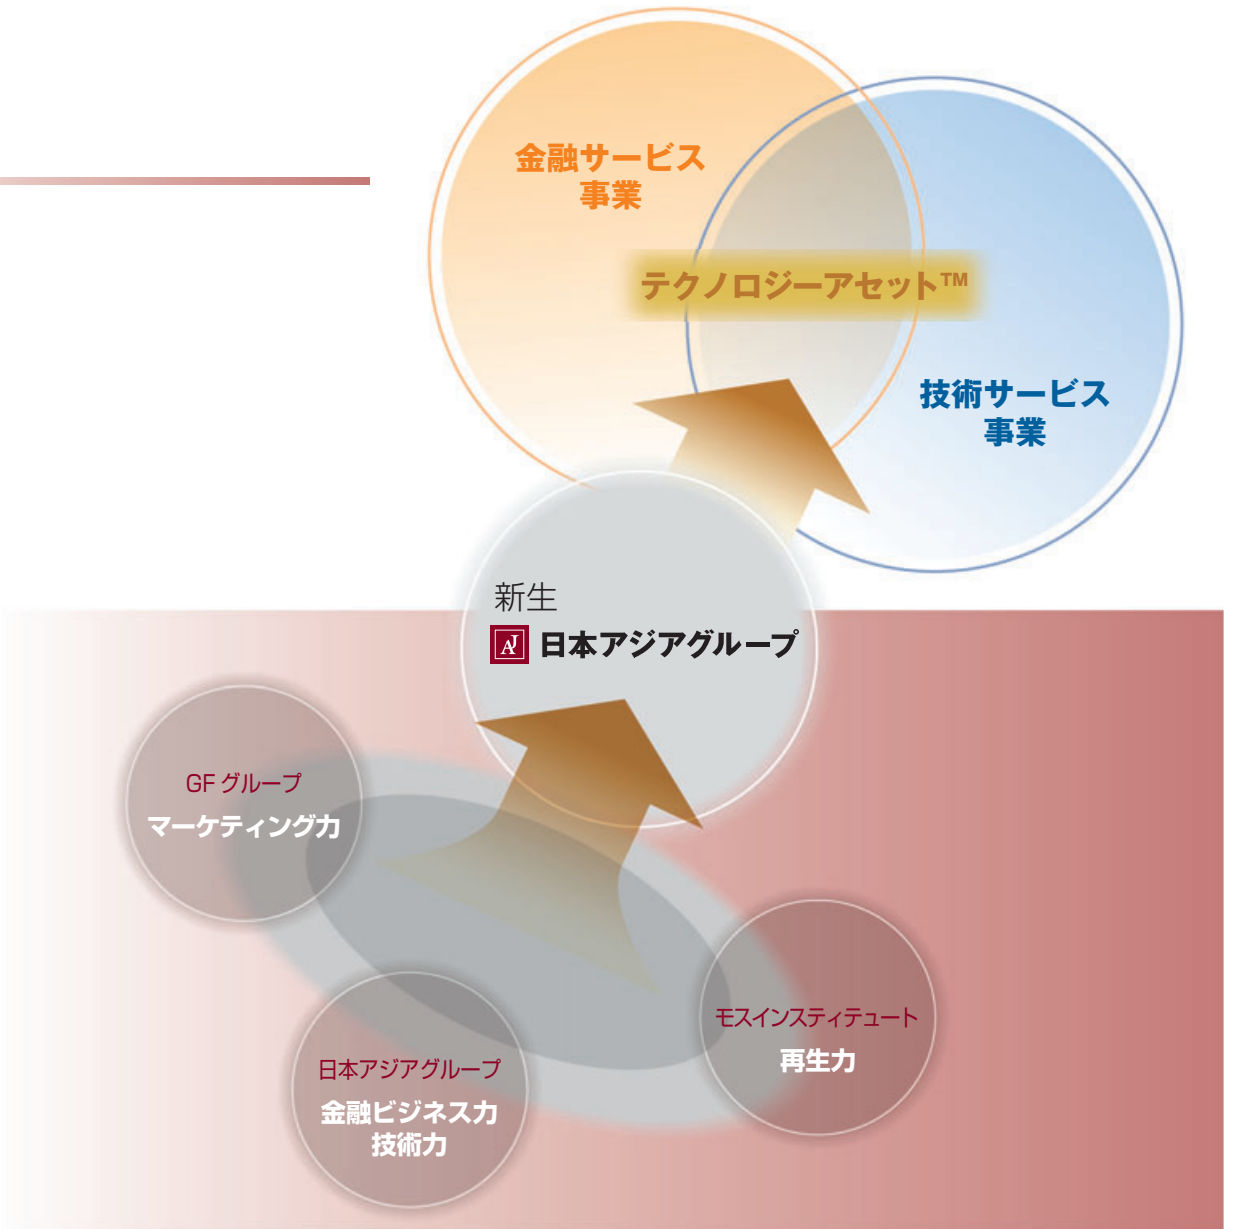 金融サービス
事業
テクノロジーアセット™
技術サービス
事業
新生
AJ 日本アジアグループ
GF グループ
マーケティング力
モスインスティテュート
再生力
日本アジアグループ
金融ビジネス力
技術力